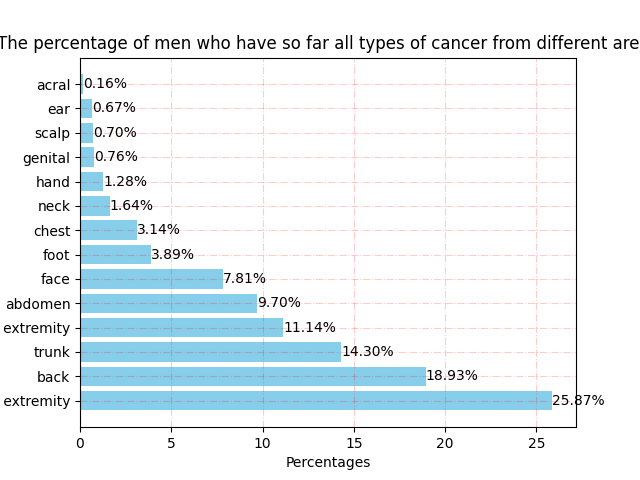 The percentage of men who have so far all types of cancer from different are
acral 0.16%
ear 0.67%
scalp 0.70%
genital 0.76%
hand 1.28%
neck 1.64%
chest 3.14%
foot 3.89%
face 7.81%
abdomen 9.70%
extremity 11.14%
trunk 14.30%
back 18.93%
extremity 25.87%
0 5 10 15 20 25
Percentages